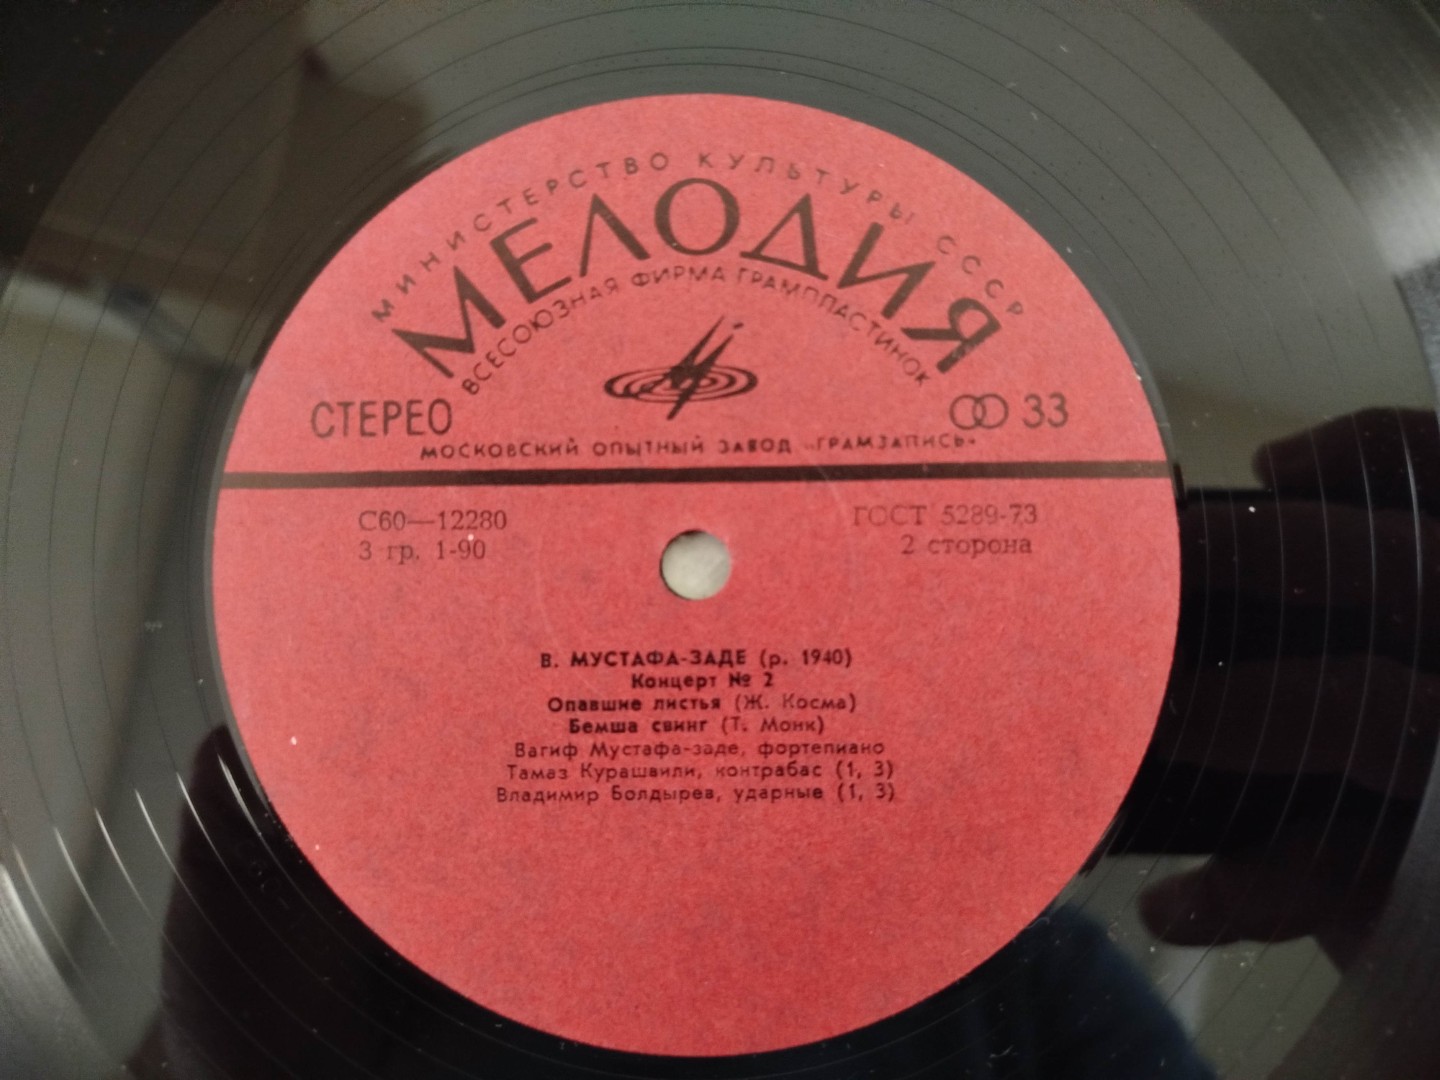 МИНИСТЕРСТВО КУЛЬТУРЫ СССР
МЕЛОДИЯ
ВСЕСОЮЗНАЯ ФИРМА ГРАМПЛАСТИНОК
СТЕРЕО
33
МОСКОВСКИЙ ОПЫТНЫЙ ЗАВОД «ГРАМЗАПИСЬ»
С60—12280
ГОСТ 5289-73
3 гр. 1-90
2 сторона
В. МУСТАФА-ЗАДЕ (р. 1940)
Концерт № 2
Опавшие листья (Ж. Косма)
Бемша свинг (Т. Монк)
Вагиф Мустафа-заде, фортепиано
Тамаз Курашвили, контрабас (1, 3)
Владимир Болдырев, ударные (1, 3)